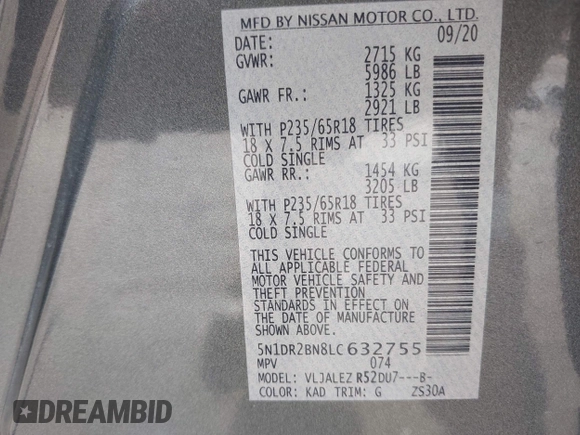 MFD BY NISSAN MOTOR CO., LTD.
DATE: 09/20
GVWR: 2715 KG
5986 LB
GAWR FR.: 1325 KG
2921 LB
WITH P235/65R18 TIRES
18 X 7.5 RIMS AT 33 PSI
COLD SINGLE
GAWR RR.: 1454 KG
3205 LB
WITH P235/65R18 TIRES
18 X 7.5 RIMS AT 33 PSI
COLD SINGLE
THIS VEHICLE CONFORMS TO
ALL APPLICABLE FEDERAL
MOTOR VEHICLE SAFETY AND
THEFT PREVENTION
STANDARDS IN EFFECT ON
THE DATE OF MANUFACTURE
SHOWN ABOVE.
5N1DR2BN8LC632755
MPV 074
MODEL: VLJALEZ R52DU7---B-
COLOR: KAD TRIM: G ZS30A
DREAMBID